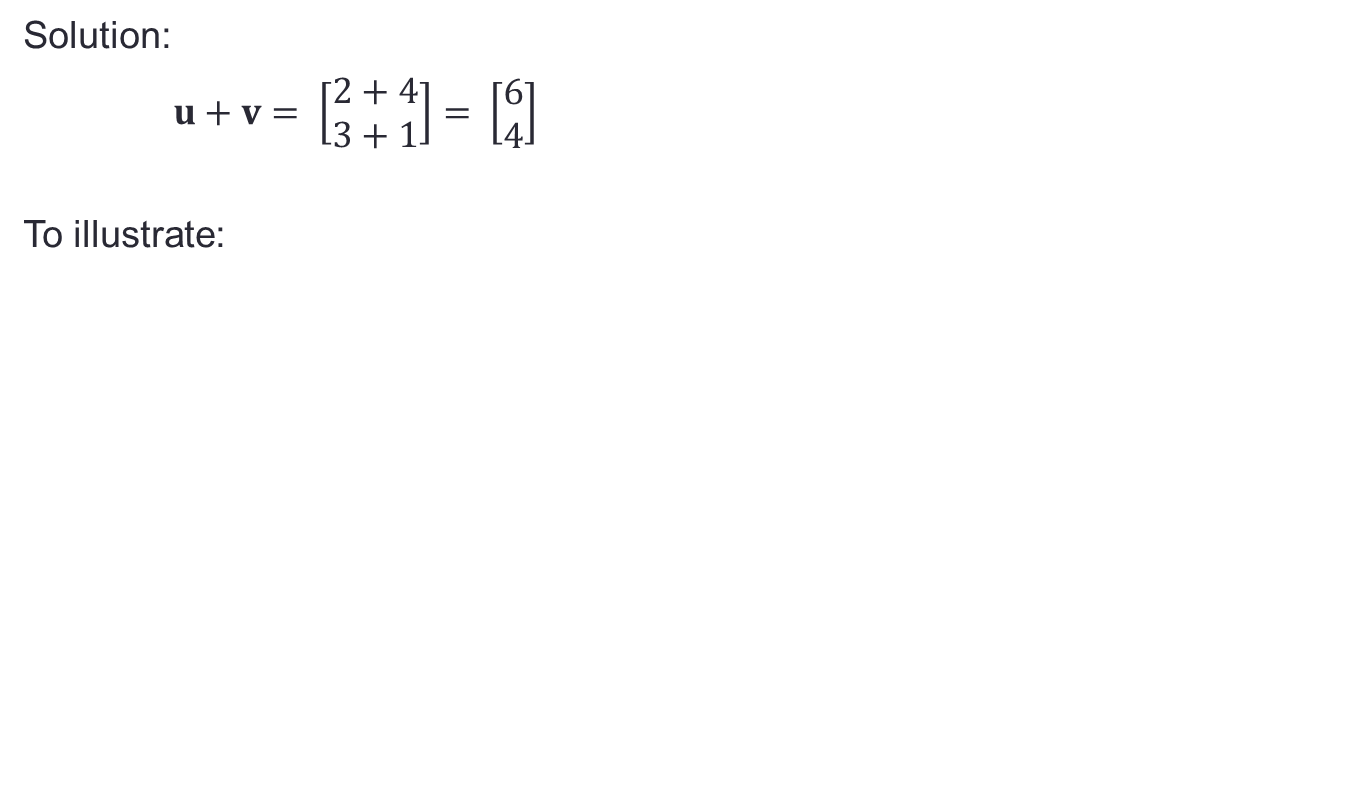 Solution:
𝐮 + 𝐯 = [2 + 4 3 + 1] = [6 4]
To illustrate: